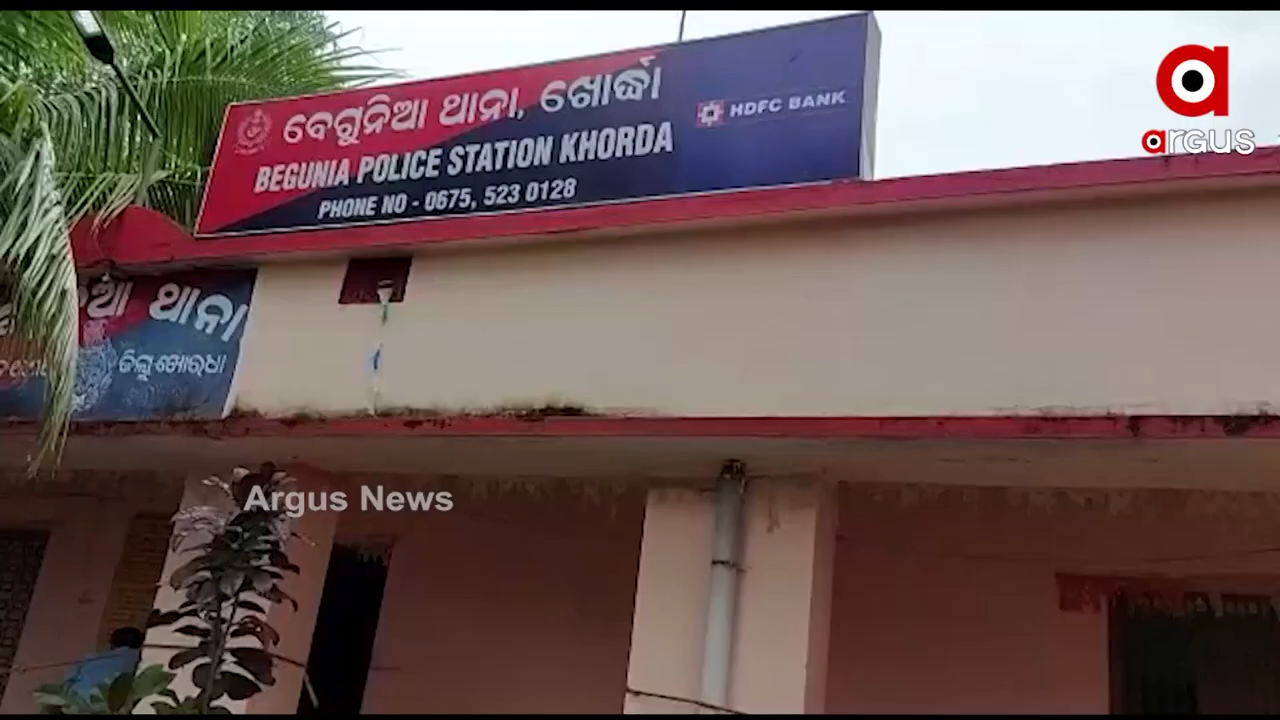 ବେଗୁନିଆ ଥାନା, ଖୋର୍ଦ୍ଧା
BEGUNIA POLICE STATION KHORDA
PHONE NO - 0675, 523 0128
HDFC BANK
argus
ଥାନା
ଜିଲ୍ଲା-ଖୋରଧା
Argus News